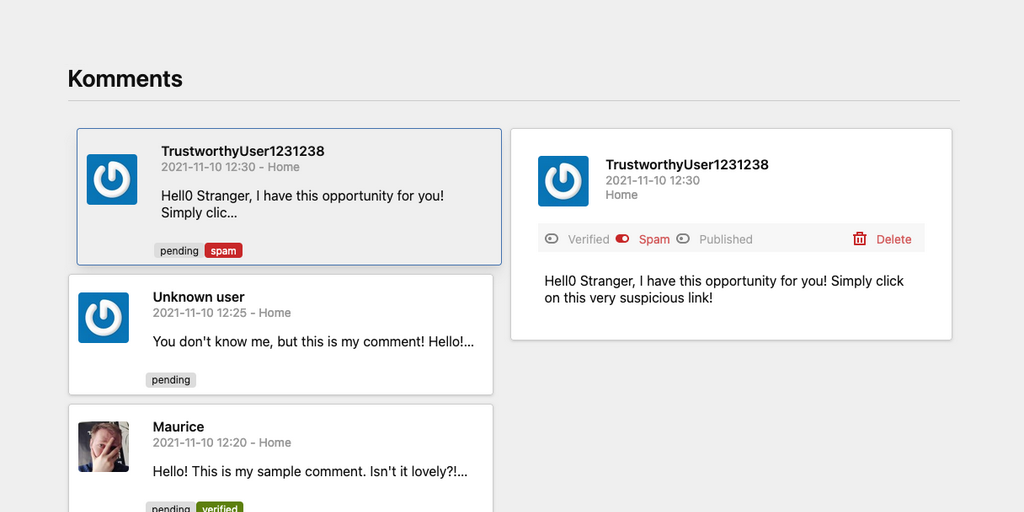 Komments
TrustworthyUser1231238
2021-11-10 12:30 - Home
Hell0 Stranger, I have this opportunity for you!
Simply clic...
pending spam
Unknown user
2021-11-10 12:25 - Home
You don't know me, but this is my comment! Hello!...
pending
Maurice
2021-11-10 12:20 - Home
Hello! This is my sample comment. Isn't it lovely?!...
pending verified
TrustworthyUser1231238
2021-11-10 12:30
Home
Verified Spam Published Delete
Hell0 Stranger, I have this opportunity for you! Simply click
on this very suspicious link!